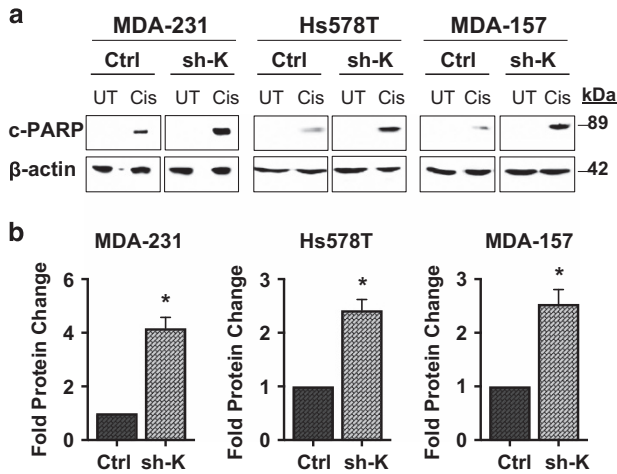 a
MDA-231 Hs578T MDA-157
Ctrl sh-K Ctrl sh-K Ctrl sh-K
UT Cis UT Cis UT Cis UT Cis UT Cis UT Cis kDa
c-PARP 89
β-actin 42
b
MDA-231 Hs578T MDA-157
Fold Protein Change
6
4
2
0
Ctrl sh-K
*
Fold Protein Change
3
2
1
0
Ctrl sh-K
*
Fold Protein Change
3
2
1
0
Ctrl sh-K
*